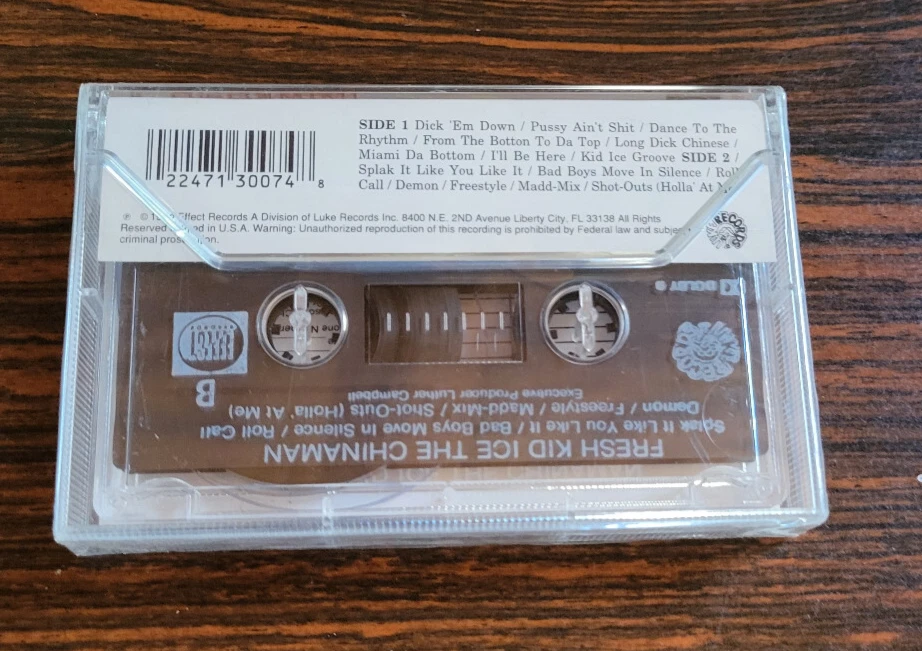 22471 30074 8
SIDE 1 Dick 'Em Down / Pussy Ain't Shit / Dance To The
Rhythm / From The Botton To Da Top / Long Dick Chinese /
Miami Da Bottom / I'll Be Here / Kid Ice Groove SIDE 2 /
Splak It Like You Like It / Bad Boys Move In Silence / Roll
Call / Demon / Freestyle / Madd-Mix / Shot-Outs (Holla' At
℗ © Effect Records A Division of Luke Records Inc. 8400 N.E. 2ND Avenue Liberty City, FL 33138 All Rights
Reserved in U.S.A. Warning: Unauthorized reproduction of this recording is prohibited by Federal law and
criminal
RECORDS
FRESH KID ICE THE CHINAMAN
Splak It Like You Like It / Bad Boys Move In Silence / Roll Call /
Demon / Freestyle / Madd-Mix / Shot-Outs (Holla' At Me)
Executive Producer Luther Campbell
B
DOLBY B